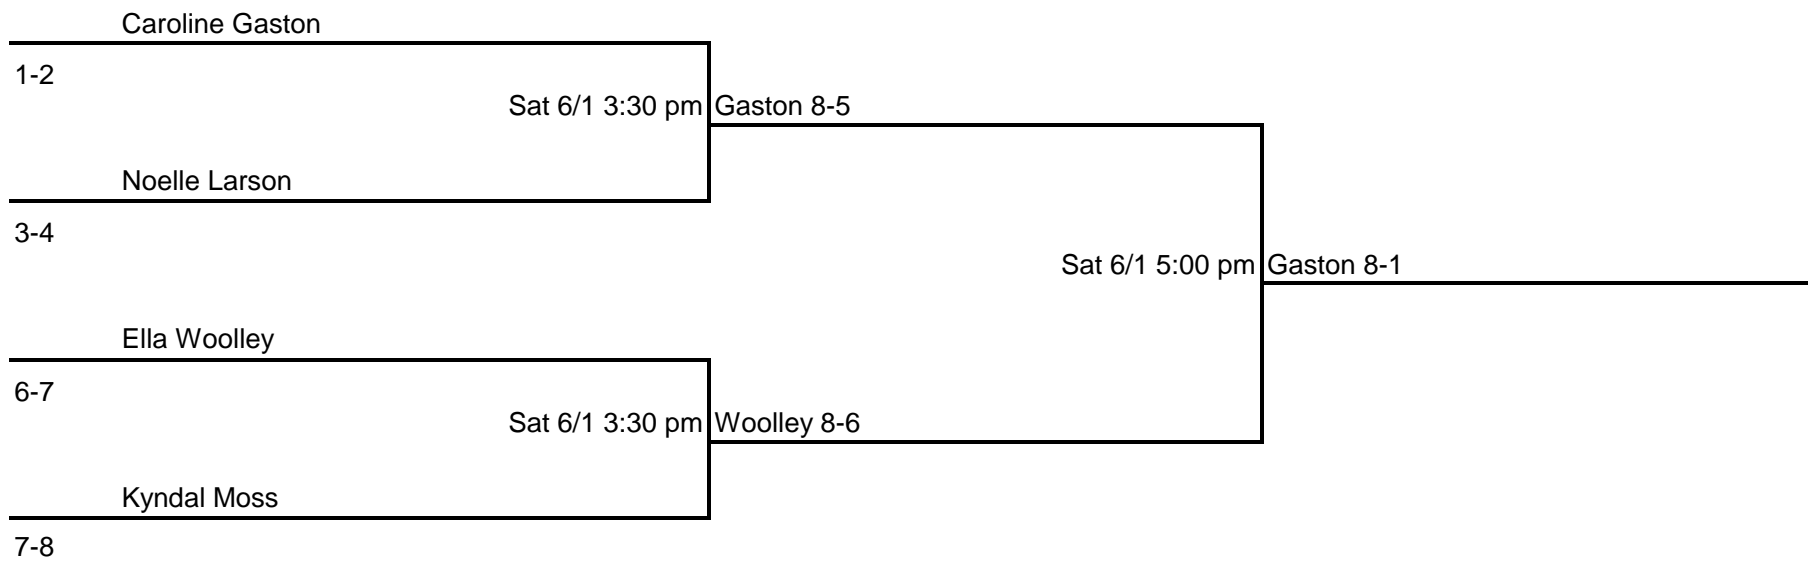 Caroline Gaston
1-2
Sat 6/1 3:30 pm Gaston 8-5
Noelle Larson
3-4
Sat 6/1 5:00 pm Gaston 8-1
Ella Woolley
6-7
Sat 6/1 3:30 pm Woolley 8-6
Kyndal Moss
7-8